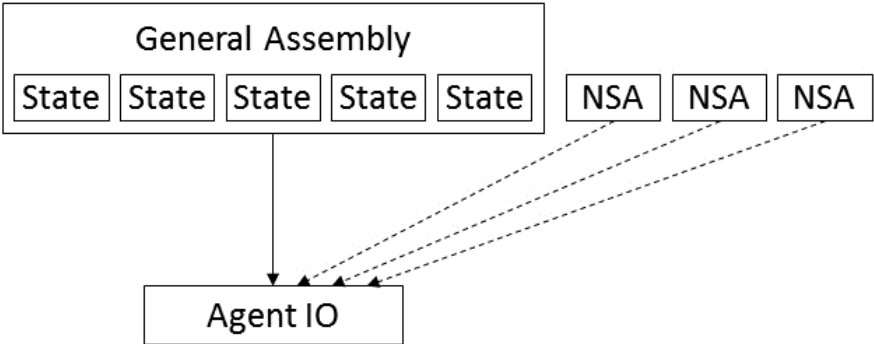 General Assembly
State State State State State NSA NSA NSA
Agent IO